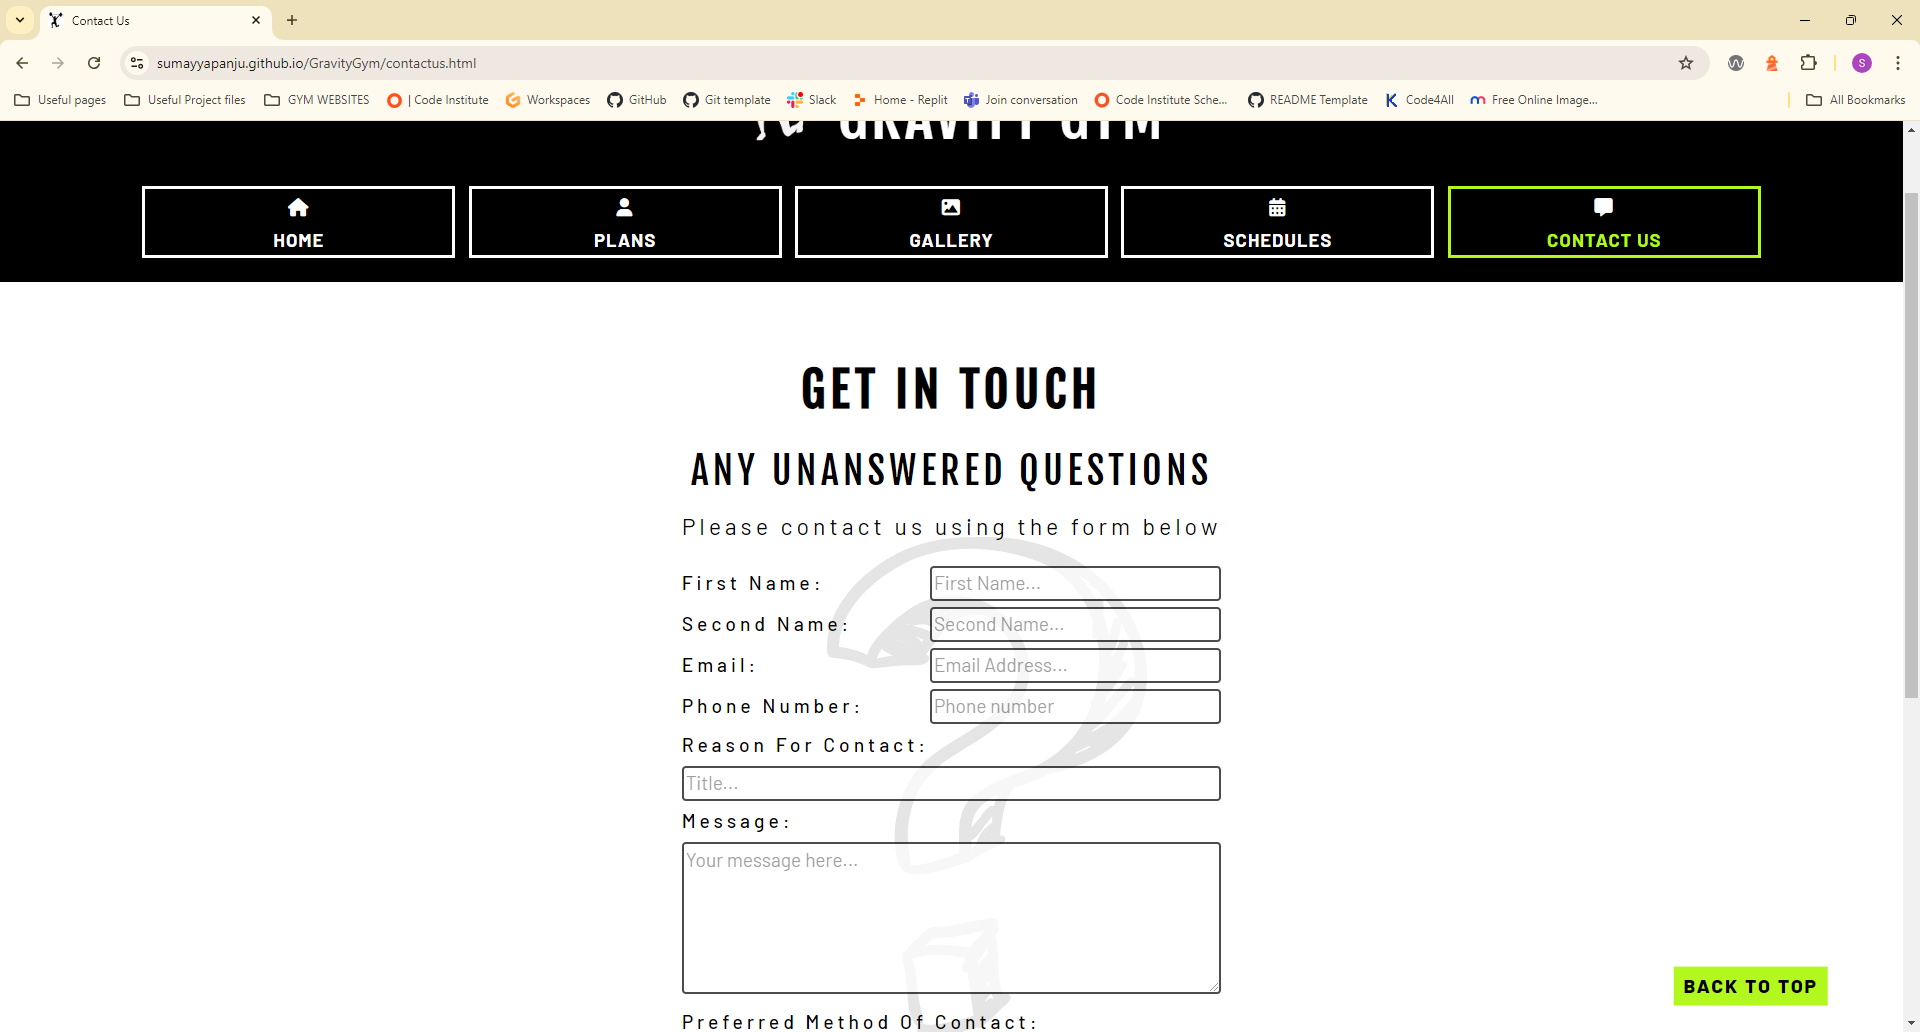 Contact Us
sumayyapanju.github.io/GravityGym/contactus.html
S
Useful pages Useful Project files GYM WEBSITES | Code Institute Workspaces GitHub Git template Slack Home - Replit Join conversation Code Institute Sche... README Template Code4All Free Online Image... All Bookmarks
GRAVITY GYM
HOME PLANS GALLERY SCHEDULES CONTACT US
GET IN TOUCH
ANY UNANSWERED QUESTIONS
Please contact us using the form below
First Name: First Name...
Second Name: Second Name...
Email: Email Address...
Phone Number: Phone number
Reason For Contact:
Title...
Message:
Your message here...
BACK TO TOP
Preferred Method Of Contact: